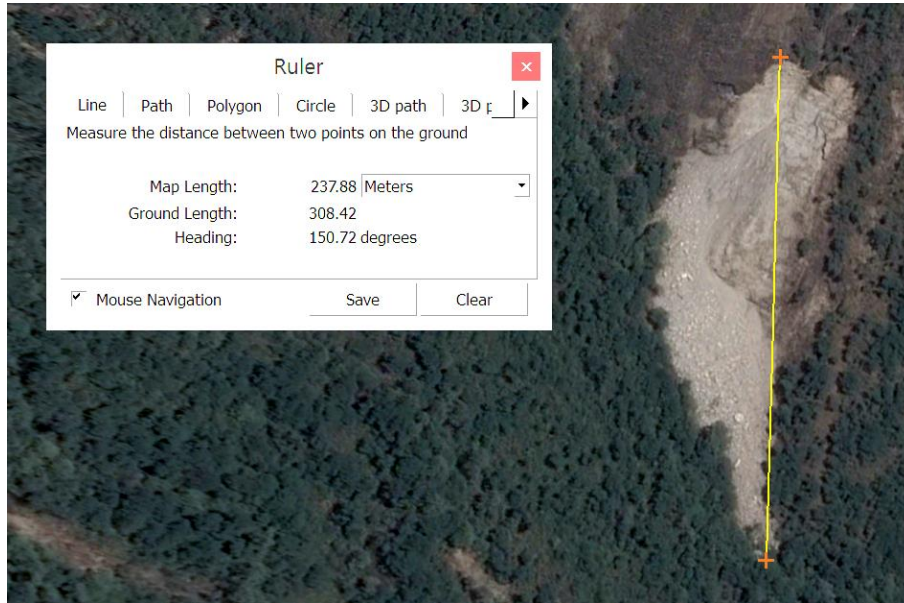 Ruler
Line Path Polygon Circle 3D path 3D p
Measure the distance between two points on the ground
Map Length: 237.88 Meters
Ground Length: 308.42
Heading: 150.72 degrees
Mouse Navigation Save Clear